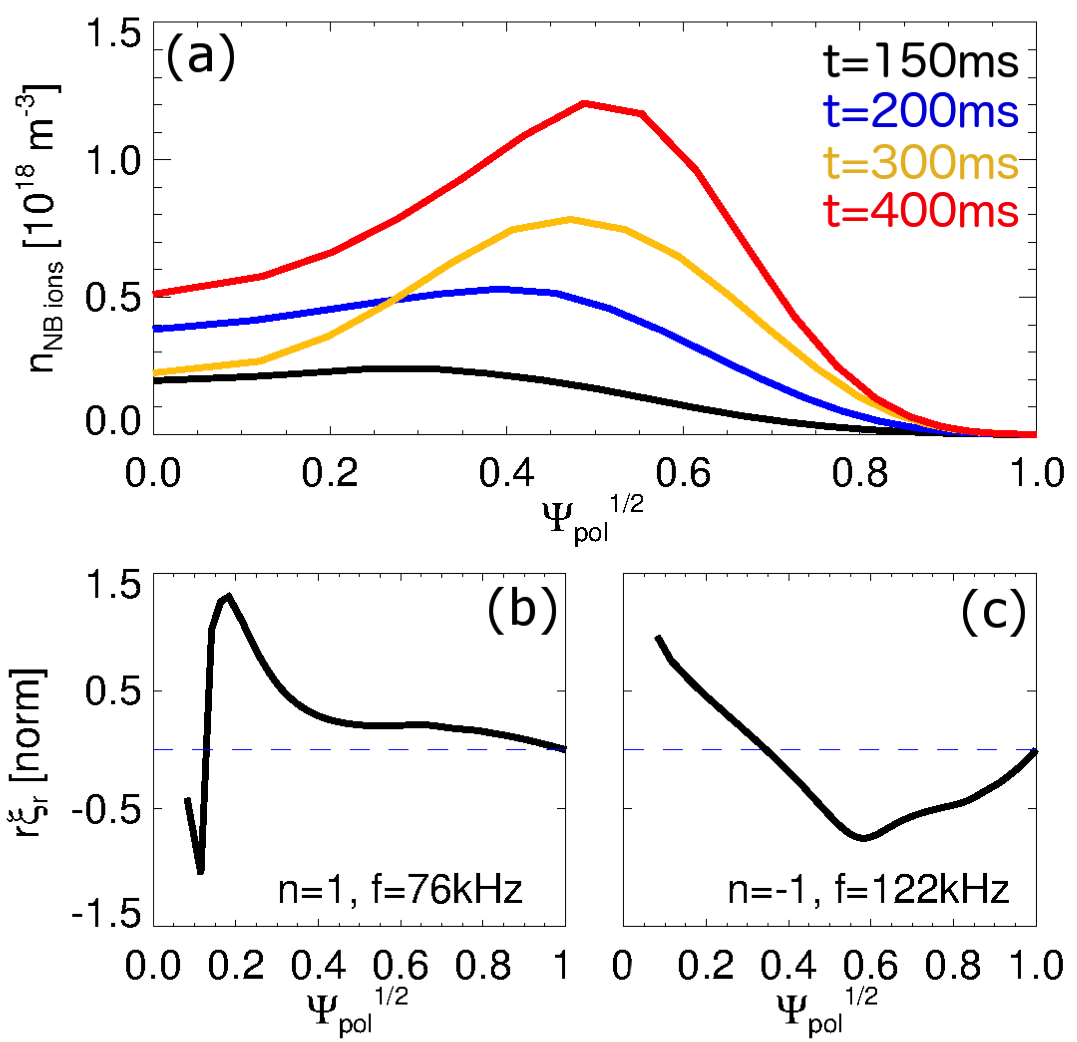 (a)
t=150ms
t=200ms
t=300ms
t=400ms
n_NB ions [10^18 m^-3]
1.5
1.0
0.5
0.0
0.0 0.2 0.4 0.6 0.8 1.0
Ψ_pol^1/2
(b)
rξ_r [norm]
1.5
0.5
-0.5
-1.5
n=1, f=76kHz
0.0 0.2 0.4 0.6 0.8 1
Ψ_pol^1/2
(c)
n=-1, f=122kHz
0 0.2 0.4 0.6 0.8 1.0
Ψ_pol^1/2